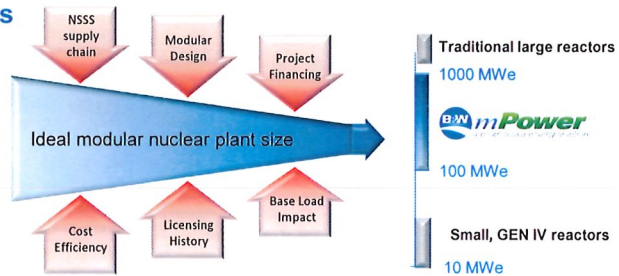 s
NSSS
supply
chain
Modular
Design
Project
Financing
Ideal modular nuclear plant size
Cost
Efficiency
Licensing
History
Base Load
Impact
Traditional large reactors
1000 MWe
B&W mPower
100 MWe
Small, GEN IV reactors
10 MWe